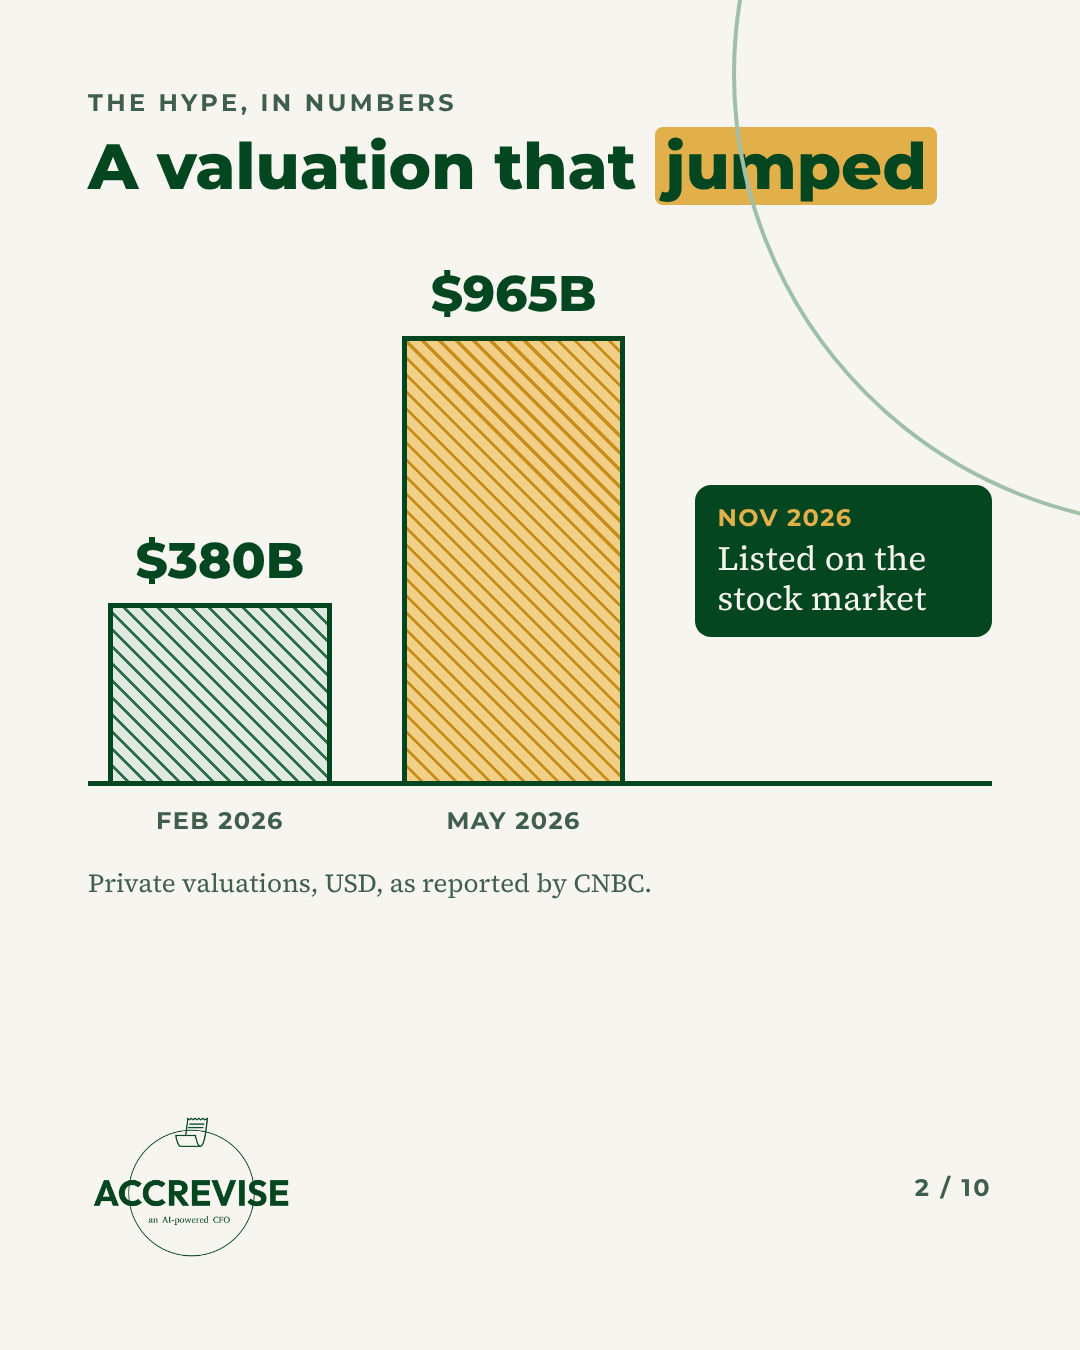 THE HYPE, IN NUMBERS
A valuation that jumped
$965B
$380B
NOV 2026
Listed on the
stock market
FEB 2026
MAY 2026
Private valuations, USD, as reported by CNBC.
ACCREVISE
an AI-powered CFO
2 / 10